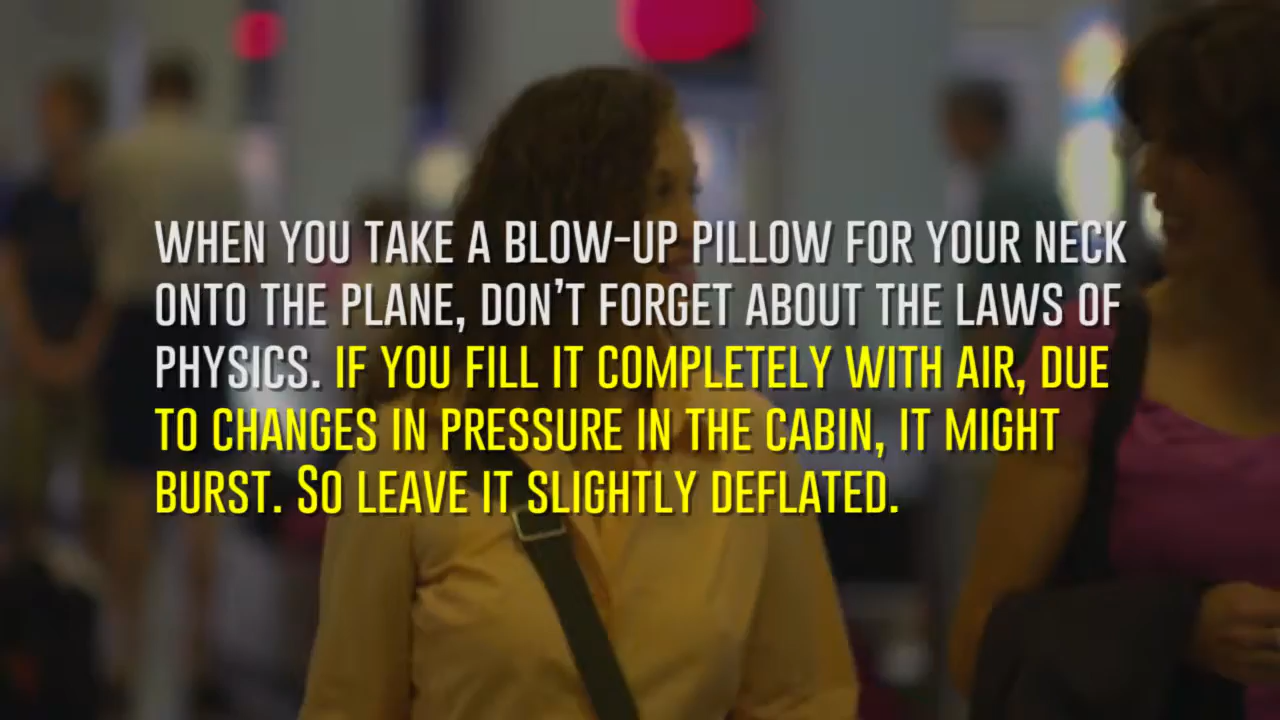 WHEN YOU TAKE A BLOW-UP PILLOW FOR YOUR NECK
ONTO THE PLANE, DON'T FORGET ABOUT THE LAWS OF
PHYSICS. IF YOU FILL IT COMPLETELY WITH AIR, DUE
TO CHANGES IN PRESSURE IN THE CABIN, IT MIGHT
BURST. SO LEAVE IT SLIGHTLY DEFLATED.